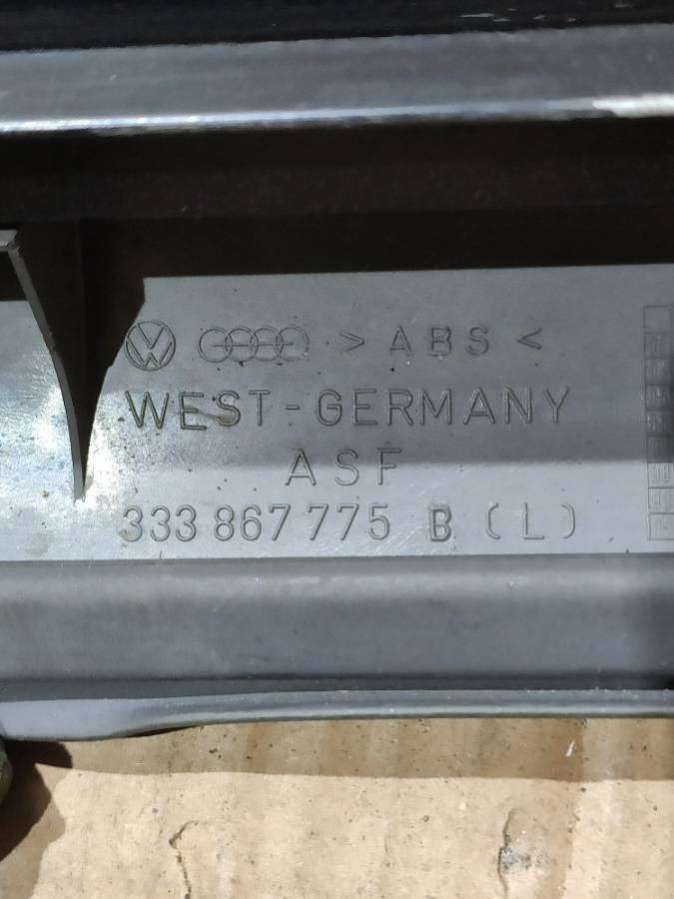 > ABS <
WEST-GERMANY
ASF
333 867 775 B (L)